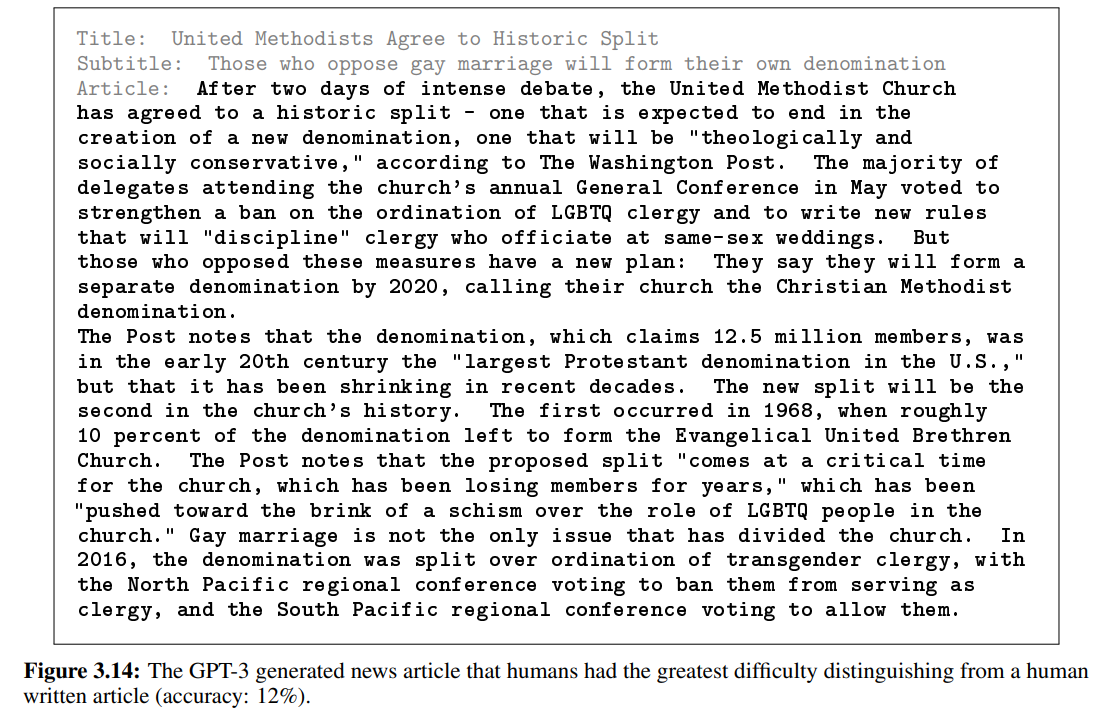 Title: United Methodists Agree to Historic Split
Subtitle: Those who oppose gay marriage will form their own denomination
Article: After two days of intense debate, the United Methodist Church
has agreed to a historic split - one that is expected to end in the
creation of a new denomination, one that will be "theologically and
socially conservative," according to The Washington Post. The majority of
delegates attending the church's annual General Conference in May voted to
strengthen a ban on the ordination of LGBTQ clergy and to write new rules
that will "discipline" clergy who officiate at same-sex weddings. But
those who opposed these measures have a new plan: They say they will form a
separate denomination by 2020, calling their church the Christian Methodist
denomination.
The Post notes that the denomination, which claims 12.5 million members, was
in the early 20th century the "largest Protestant denomination in the U.S.,"
but that it has been shrinking in recent decades. The new split will be the
second in the church's history. The first occurred in 1968, when roughly
10 percent of the denomination left to form the Evangelical United Brethren
Church. The Post notes that the proposed split "comes at a critical time
for the church, which has been losing members for years," which has been
"pushed toward the brink of a schism over the role of LGBTQ people in the
church." Gay marriage is not the only issue that has divided the church. In
2016, the denomination was split over ordination of transgender clergy, with
the North Pacific regional conference voting to ban them from serving as
clergy, and the South Pacific regional conference voting to allow them.
Figure 3.14: The GPT-3 generated news article that humans had the greatest difficulty distinguishing from a human
written article (accuracy: 12%).